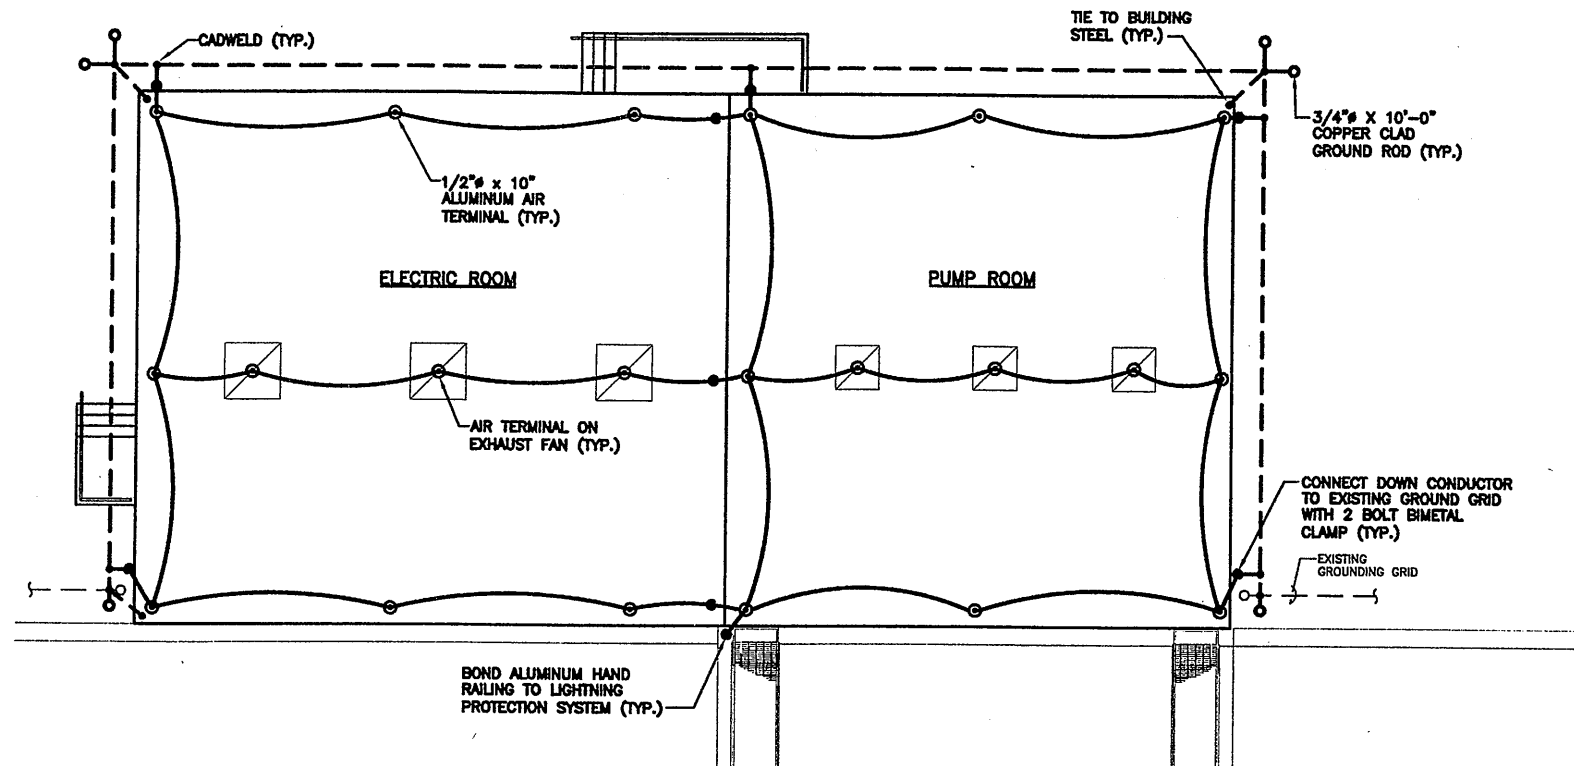 CADWELD (TYP.)
TIE TO BUILDING
STEEL (TYP.)
3/4"ø X 10'-0"
COPPER CLAD
GROUND ROD (TYP.)
1/2"ø x 10"
ALUMINUM AIR
TERMINAL (TYP.)
ELECTRIC ROOM
PUMP ROOM
AIR TERMINAL ON
EXHAUST FAN (TYP.)
CONNECT DOWN CONDUCTOR
TO EXISTING GROUND GRID
WITH 2 BOLT BIMETAL
CLAMP (TYP.)
EXISTING
GROUNDING GRID
BOND ALUMINUM HAND
RAILING TO LIGHTNING
PROTECTION SYSTEM (TYP.)